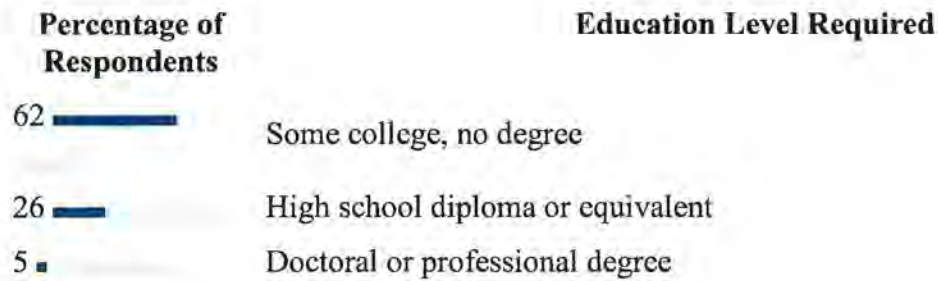 Percentage of Respondents Education Level Required
62 Some college, no degree
26 High school diploma or equivalent
5 Doctoral or professional degree